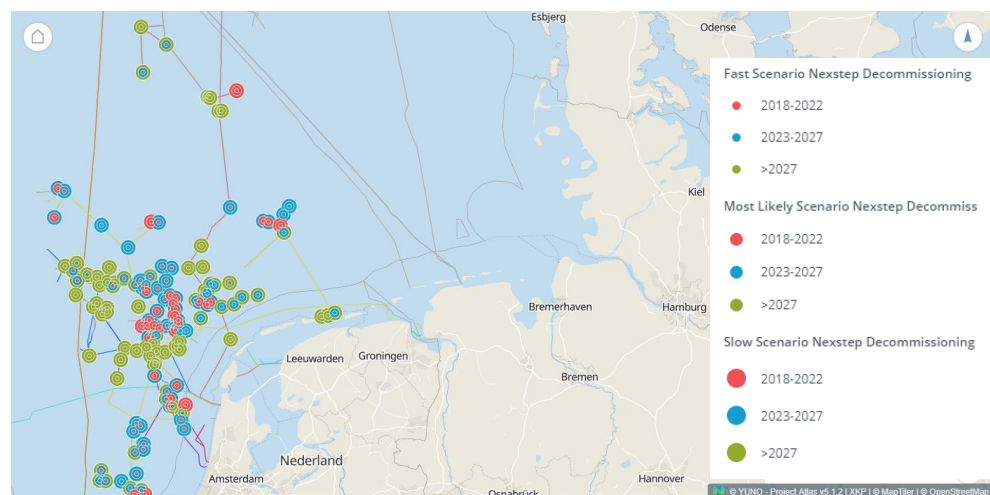 Esbjerg
Odense
Fast Scenario Nexstep Decommissioning
2018-2022
2023-2027
>2027
Kiel
Most Likely Scenario Nexstep Decommiss
2018-2022
2023-2027
>2027
Bremerhaven
Hamburg
Slow Scenario Nexstep Decommissioning
Leeuwarden
Groningen
2018-2022
Bremen
2023-2027
>2027
Nederland
Amsterdam
Hannover
Osnabrück
© YUNO - Project Atlas v5.1.2 | XKP | © MapTiler | © OpenStreetMap